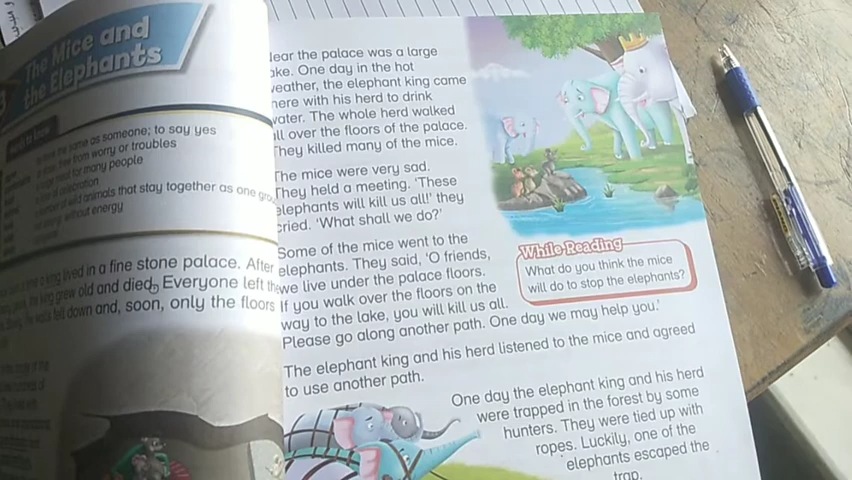 The Mice and
the Elephants
same as someone; to say yes
free from worry or troubles
for many people
celebration
wild animals that stay together as one
without energy
lived in a fine stone palace. After
the king grew old and died. Everyone left the
fell down and, soon, only the floors
ear the palace was a large
ake. One day in the hot
eather, the elephant king came
here with his herd to drink
ater. The whole herd walked
ll over the floors of the palace.
They killed many of the mice.
The mice were very sad.
They held a meeting. 'These
elephants will kill us all!' they
cried. 'What shall we do?'
Some of the mice went to the
elephants. They said, 'O friends,
we live under the palace floors.
If you walk over the floors on the
way to the lake, you will kill us all.
Please go along another path. One day we may help you.'
The elephant king and his herd listened to the mice and agreed
to use another path.
While-Reading
What do you think the mice
will do to stop the elephants?
One day the elephant king and his herd
were trapped in the forest by some
hunters. They were tied up with
ropes. Luckily, one of the
elephants escaped the
trap.